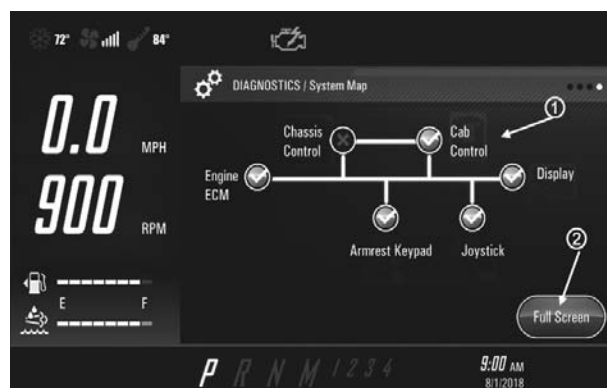 72° 84°
DIAGNOSTICS / System Map
1
0.0 MPH
Chassis Control
Cab Control
Engine ECM
Display
900 RPM
Armrest Keypad
Joystick
2
E F
Full Screen
P R N M 1 2 3 4
9:00 AM
8/1/2018